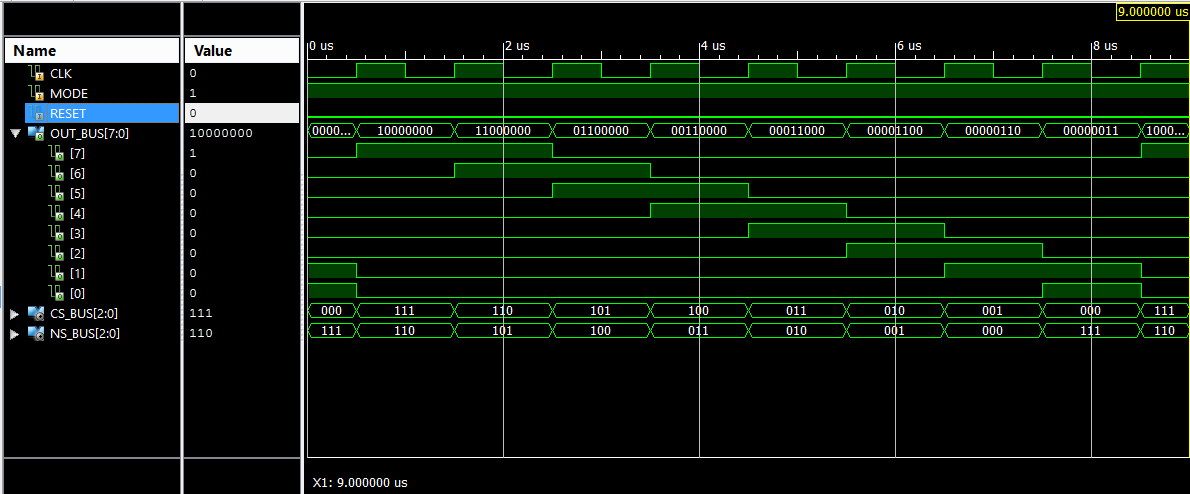 9.000000 us
Name Value 0 us 2 us 4 us 6 us 8 us
CLK 0
MODE 1
RESET 0
OUT_BUS[7:0] 10000000 0000... 10000000 11000000 01100000 00110000 00011000 00001100 00000110 00000011 1000...
[7] 1
[6] 0
[5] 0
[4] 0
[3] 0
[2] 0
[1] 0
[0] 0
CS_BUS[2:0] 111 000 111 110 101 100 011 010 001 000 111
NS_BUS[2:0] 110 111 110 101 100 011 010 001 000 111 110
X1: 9.000000 us